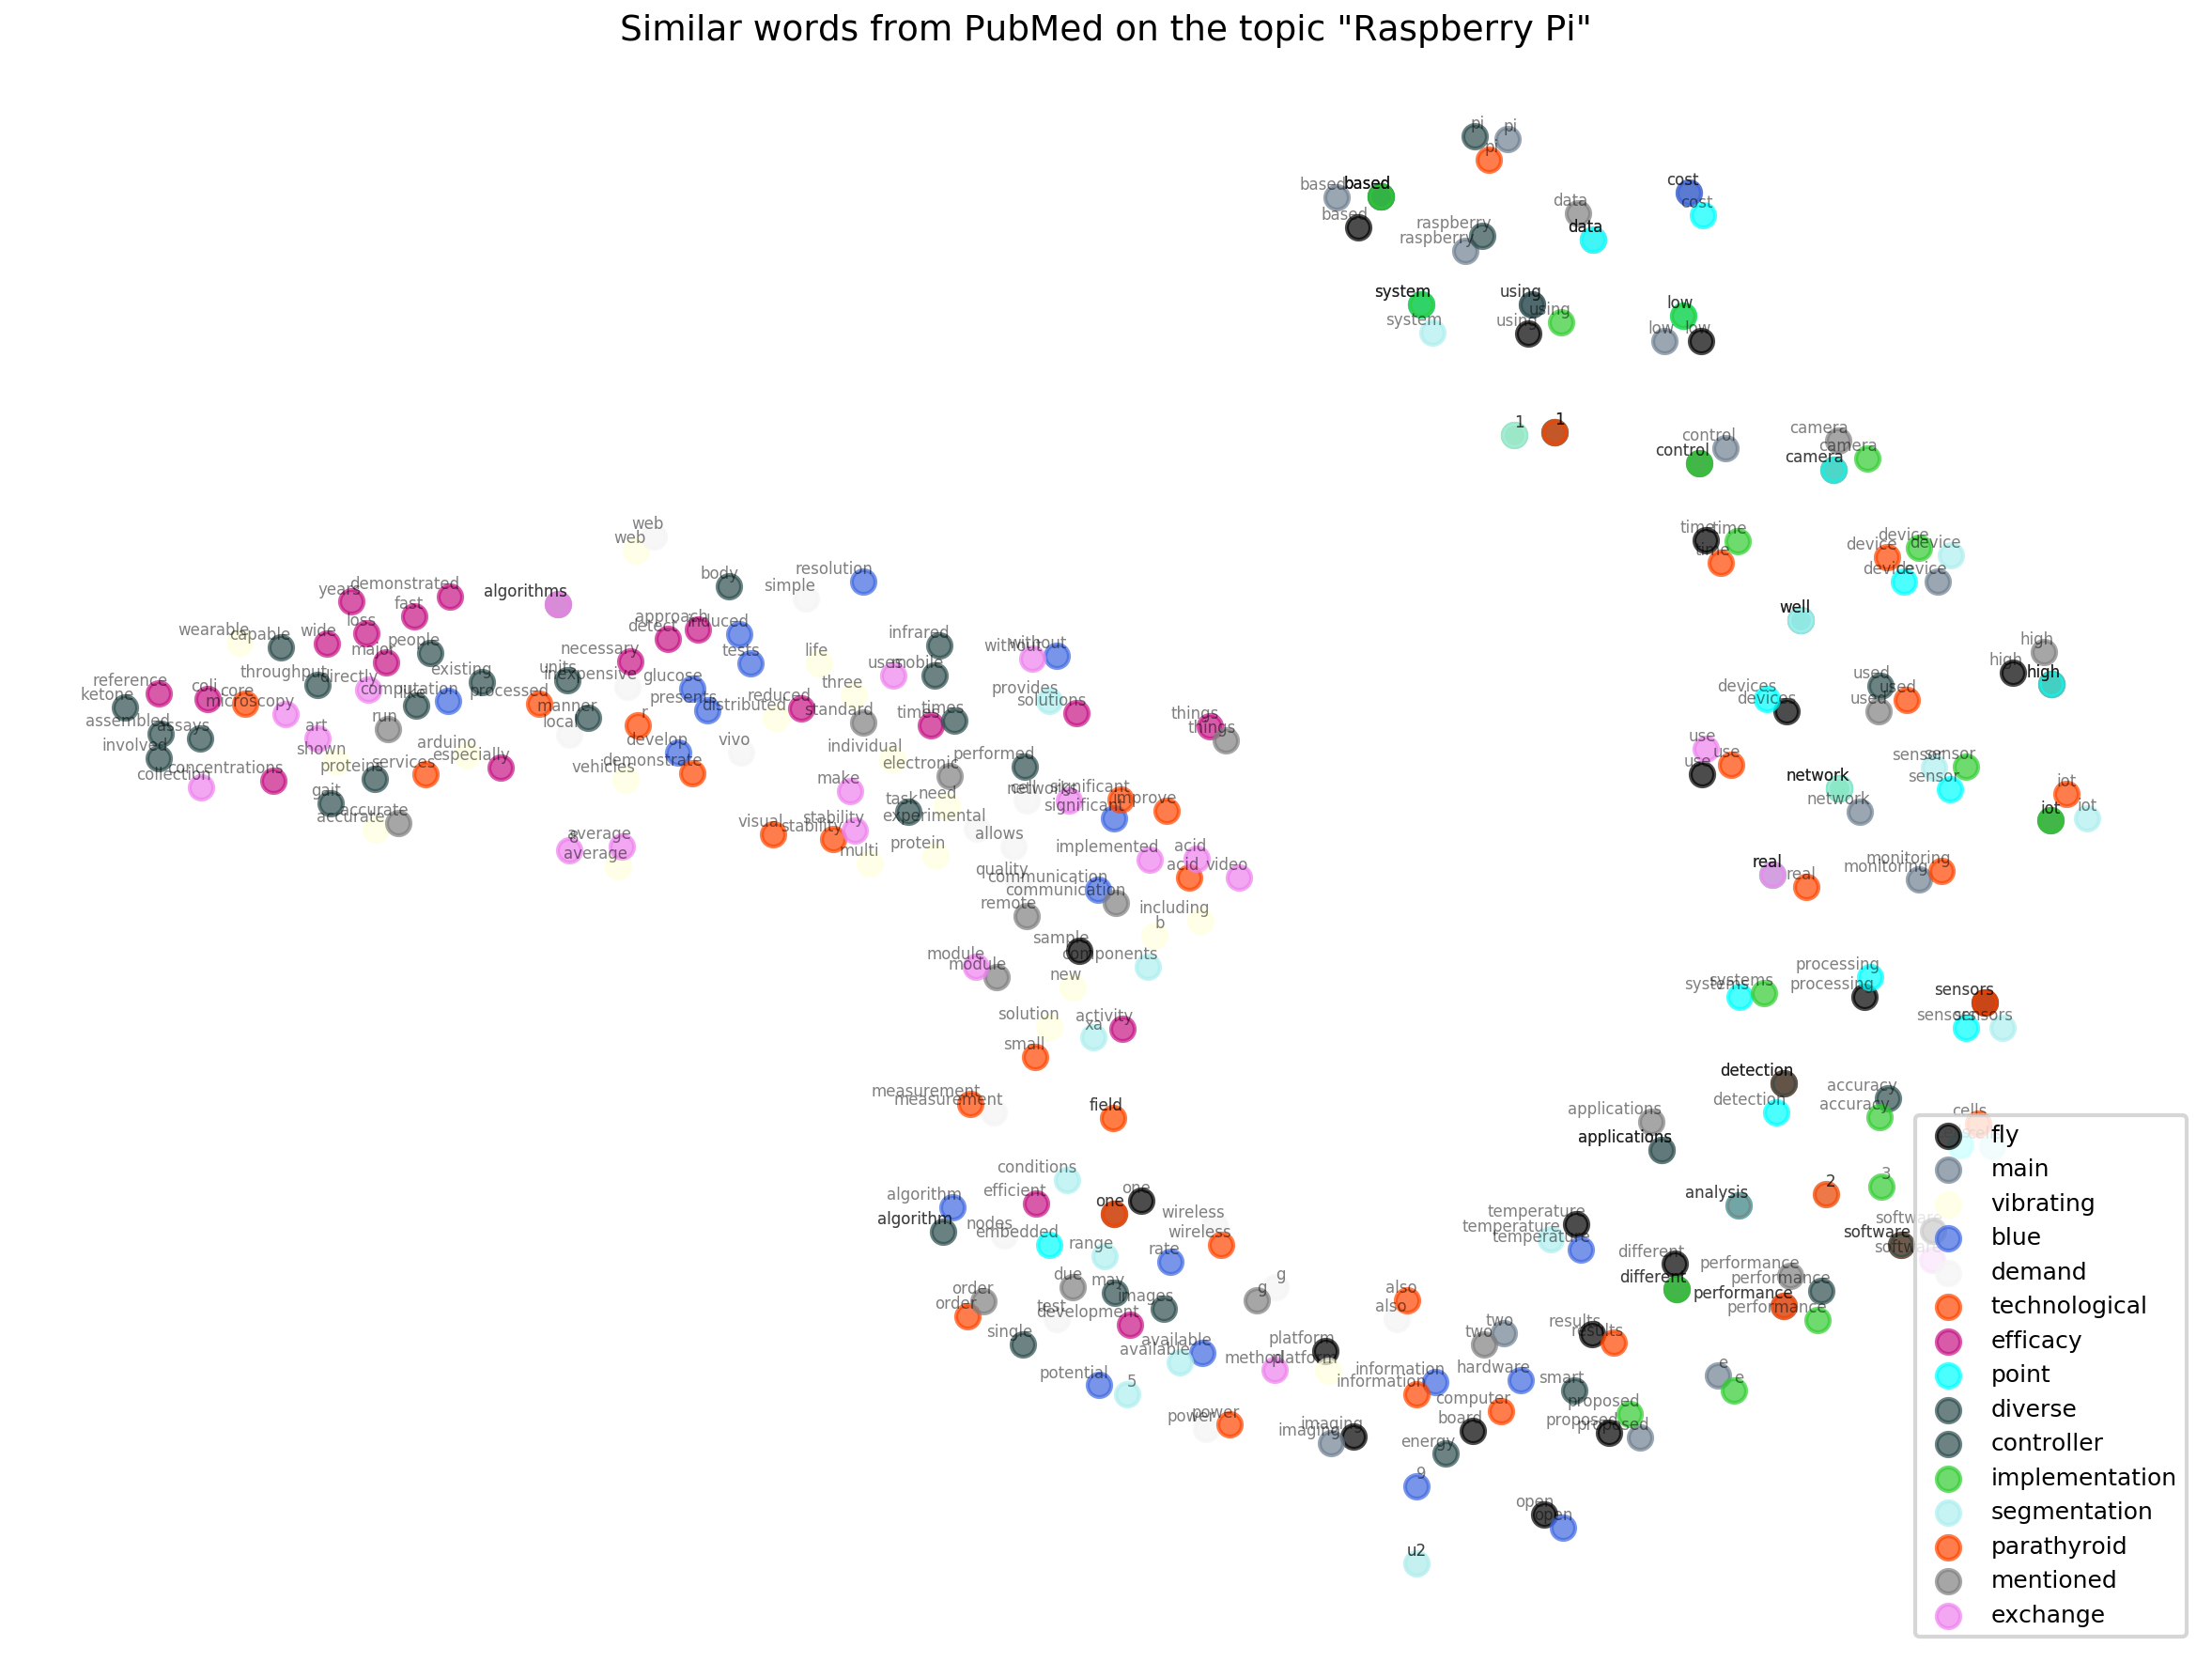 Similar words from PubMed on the topic "Raspberry Pi"
pi pi
pi
based based cost
based data cost
raspberry data
raspberry
system using low
system using using low low
1 1 control camera
control camera
camera
web time time device
web time device device
device device
resolution
body simple
years demonstrated algorithms
fast well
loss
wearable capable wide people approach induced infrared without without high
major necessary detect tests life uses mobile high high
reference throughput directly existing units inexpensive glucose
ketone coli core microscopy computation like processed presents distributed reduced three provides solutions devices devices used used used
assembled assays art run manner local r standard time times things things
involved shown arduino develop vivo individual performed use use use
collection concentrations proteins services especially vehicles demonstrate electronic network sensor sensor sensor
gait make task need networks cell significant improve network iot iot iot
accurate accurate significant
8 average visual stability stability experimental allows
average multi protein implemented acid real real monitoring monitoring
quality acid video
communication
communication
remote including
b
sample
module components systems systems processing processing
module new sensors
solution activity sensors sensors
xa
small
measurement field detection accuracy
measurement detection accuracy cells
applications
applications
conditions
algorithm efficient one one analysis 2 3
algorithm nodes wireless temperature software
embedded wireless temperature software
range rate temperature software
due may g g also different performance
order images also different performance
order test development performance
single available platform two results performance
available method platform two results
potential 5 information hardware smart e e
information computer proposed
power power imaging board proposed proposed
imaging energy
9
open
open
u2
fly
main
vibrating
blue
demand
technological
efficacy
point
diverse
controller
implementation
segmentation
parathyroid
mentioned
exchange